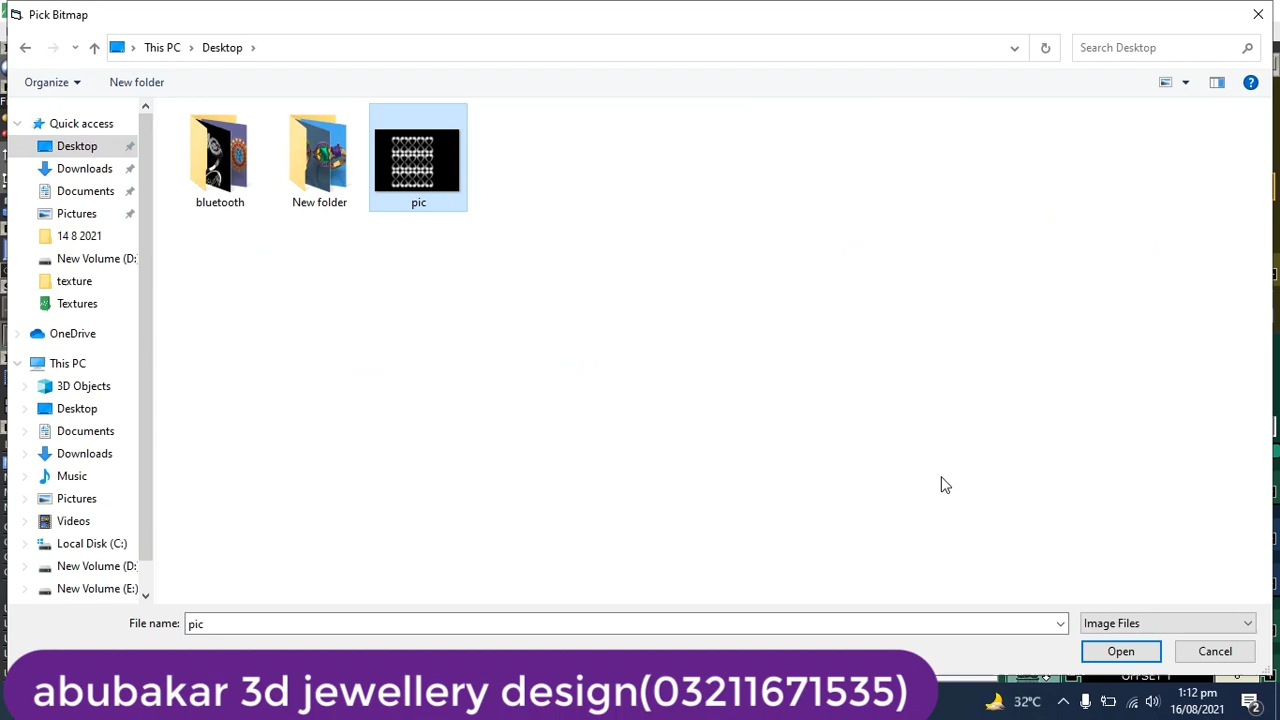 Pick Bitmap
This PC
Desktop
Search Desktop
Organize
New folder
Quick access
Desktop
Downloads
Documents
Pictures
14 8 2021
New Volume (D:
texture
Textures
OneDrive
This PC
3D Objects
Desktop
Documents
Downloads
Music
Pictures
Videos
Local Disk (C:)
New Volume (D:
New Volume (E:)
bluetooth
New folder
pic
File name:
pic
Image Files
Open
Cancel
abubakar 3d jewellery design(03211671535)
OFFSET 1
32°C
1:12 pm
16/08/2021
2